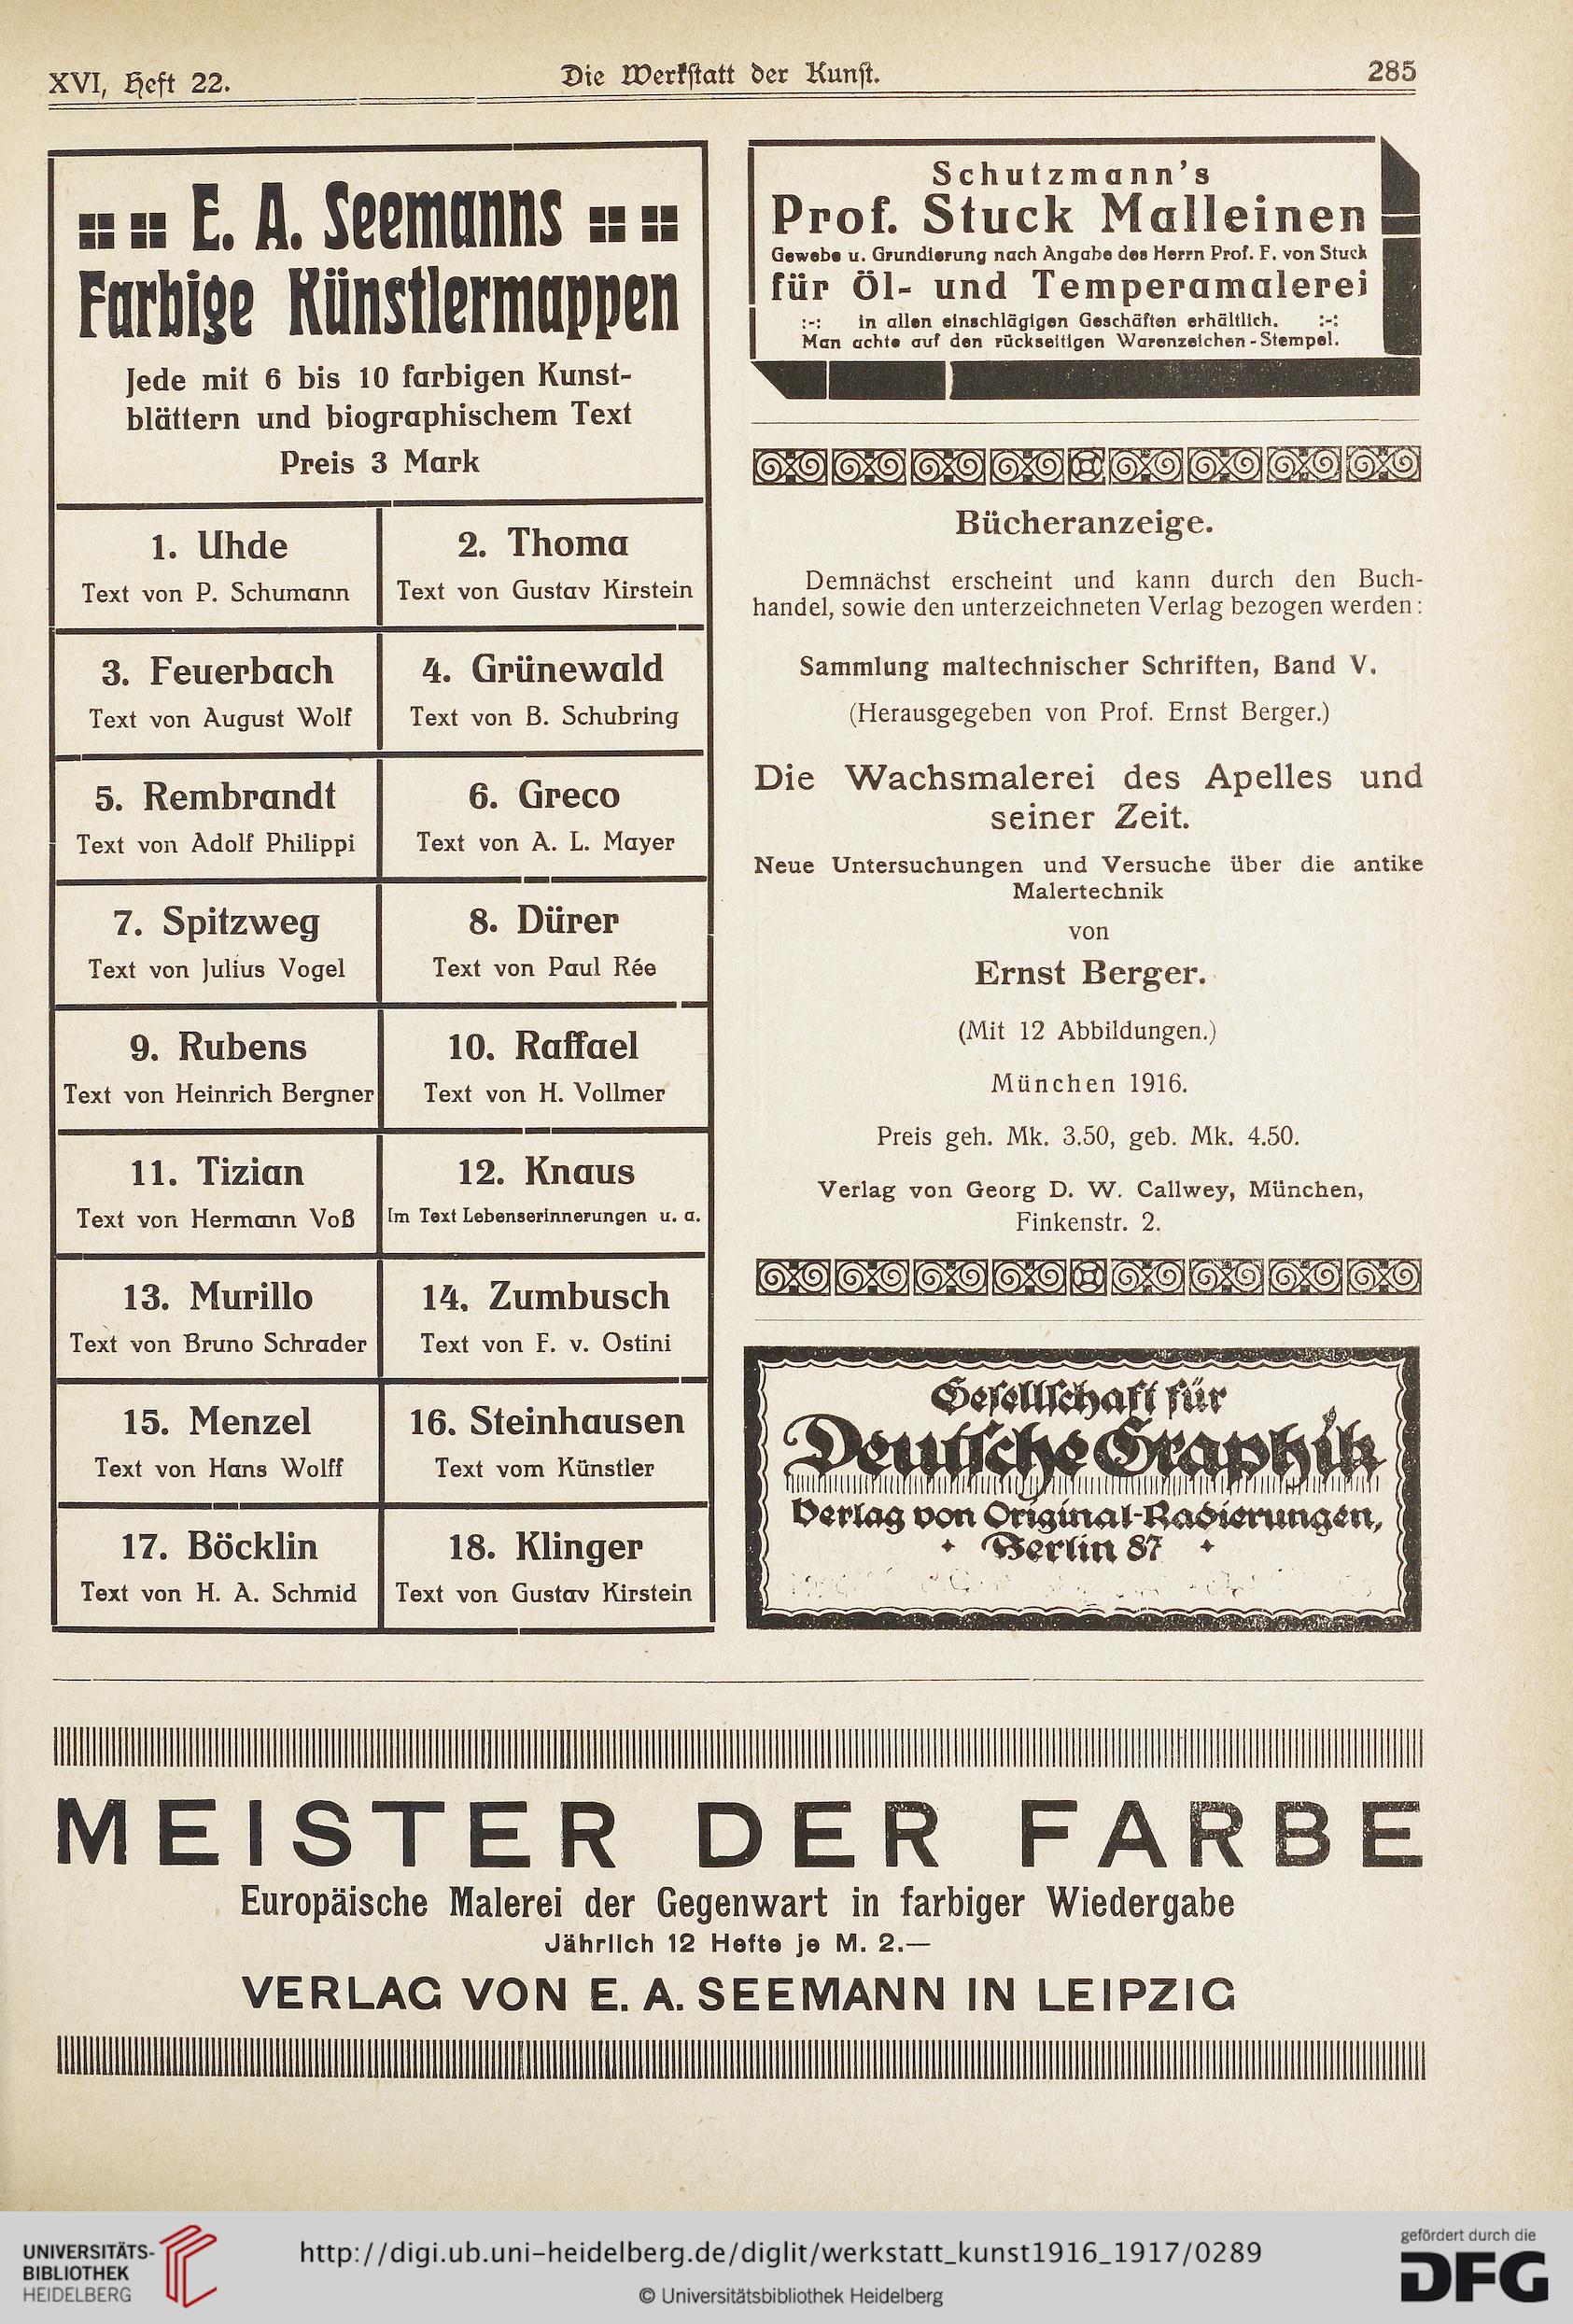 XVI, Heft 22.
Die Werkstatt der Kunst.
285
E. A. Seemanns
Farbige Künstlermappen
Jede mit 6 bis 10 farbigen Kunst-
blättern und biographischem Text
Preis 3 Mark
1. Uhde
Text von P. Schumann
2. Thoma
Text von Gustav Kirstein
3. Feuerbach
Text von August Wolf
4. Grünewald
Text von B. Schubring
5. Rembrandt
Text von Adolf Philippi
6. Greco
Text von A. L. Mayer
7. Spitzweg
Text von Julius Vogel
8. Dürer
Text von Paul Rée
9. Rubens
Text von Heinrich Bergner
10. Raffael
Text von H. Vollmer
11. Tizian
Text von Hermann Voß
12. Knaus
Im Text Lebenserinnerungen u. a.
13. Murillo
Text von Bruno Schrader
14. Zumbusch
Text von F. v. Ostini
15. Menzel
Text von Hans Wolff
16. Steinhausen
Text vom Künstler
17. Böcklin
Text von H. A. Schmid
18. Klinger
Text von Gustav Kirstein
Schutzmann's
Prof. Stuck Malleinen
Gewebe u. Grundierung nach Angabe des Herrn Prof. F. von Stuck
für Öl- und Temperamalerei
:-: in allen einschlägigen Geschäften erhältlich. :-:
Man achte auf den rückseitigen Warenzeichen-Stempel.
Bücheranzeige.
Demnächst erscheint und kann durch den Buch-
handel, sowie den unterzeichneten Verlag bezogen werden:
Sammlung maltechnischer Schriften, Band V.
(Herausgegeben von Prof. Ernst Berger.)
Die Wachsmalerei des Apelles und
seiner Zeit.
Neue Untersuchungen und Versuche über die antike
Malertechnik
von
Ernst Berger.
(Mit 12 Abbildungen.)
München 1916.
Preis geh. Mk. 3.50, geb. Mk. 4.50.
Verlag von Georg D. W. Callwey, München,
Finkenstr. 2.
Gesellschaft für
Deutsche Graphik
Verlag von Original-Radierungen,
Berlin 87
MEISTER DER FARBE
Europäische Malerei der Gegenwart in farbiger Wiedergabe
Jährlich 12 Hefte je M. 2.—
VERLAG VON E. A. SEEMANN IN LEIPZIG
UNIVERSITÄTS-
BIBLIOTHEK
HEIDELBERG
http://digi.ub.uni-heidelberg.de/diglit/werkstatt_kunst1916_1917/0289
© Universitätsbibliothek Heidelberg
gefördert durch die
DFG